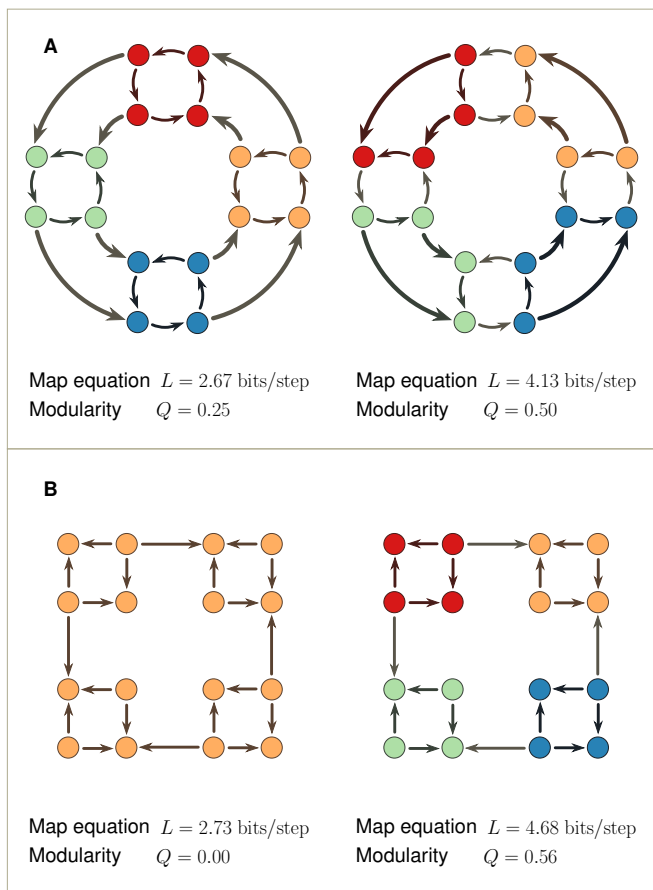 A
Map equation L = 2.67 bits/step
Modularity Q = 0.25
Map equation L = 4.13 bits/step
Modularity Q = 0.50
B
Map equation L = 2.73 bits/step
Modularity Q = 0.00
Map equation L = 4.68 bits/step
Modularity Q = 0.56